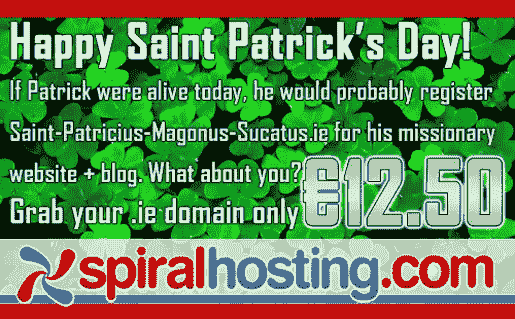 Happy Saint Patrick's Day!
If Patrick were alive today, he would probably register
Saint-Patricius-Magonus-Sucatus.ie for his missionary
website + blog. What about you?
Grab your .ie domain only €12.50
spiralhosting.com